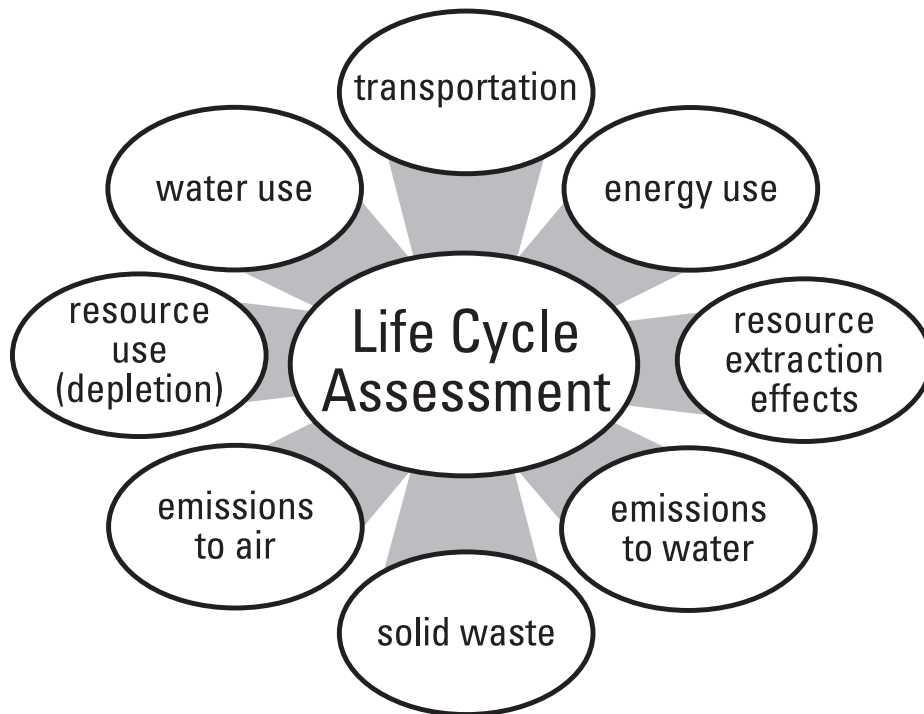 transportation
water use
energy use
resource
use
(depletion)
Life Cycle
Assessment
resource
extraction
effects
emissions
to air
emissions
to water
solid waste